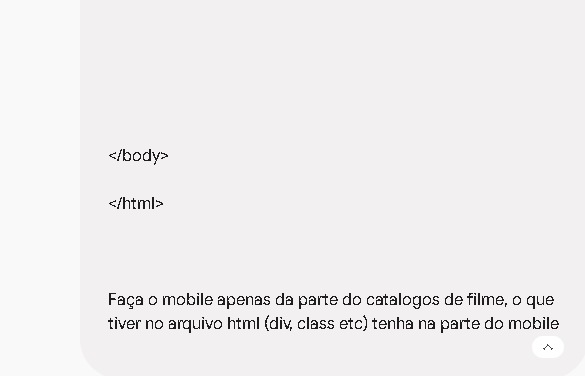 </body>
</html>
Faça o mobile apenas da parte do catalogos de filme, o que
tiver no arquivo html (div, class etc) tenha na parte do mobile